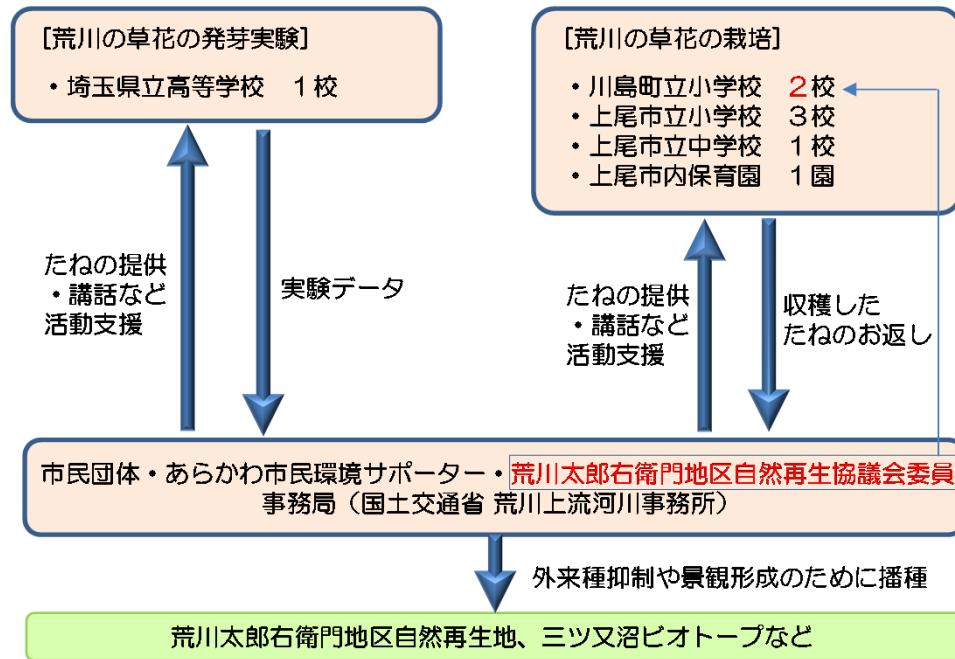 [荒川の草花の発芽実験]
・埼玉県立高等学校 1校
[荒川の草花の栽培]
・川島町立小学校 2校
・上尾市立小学校 3校
・上尾市立中学校 1校
・上尾市内保育園 1園
たねの提供
・講話など
活動支援
実験データ
たねの提供
・講話など
活動支援
収穫した
たねのお返し
市民団体・あらかわ市民環境サポーター・荒川太郎右衛門地区自然再生協議会委員
事務局（国土交通省 荒川上流河川事務所）
外来種抑制や景観形成のために播種
荒川太郎右衛門地区自然再生地、三ツ又沼ビオトープなど